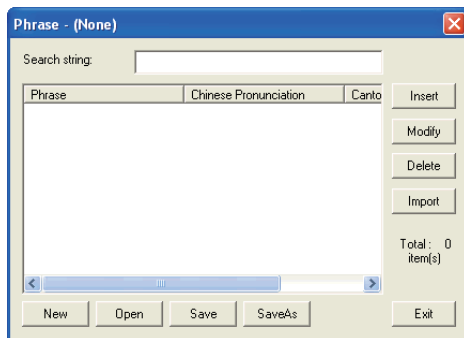 Phrase - (None)
Search string:
Phrase Chinese Pronunciation Canto
Insert
Modify
Delete
Import
Total : 0
item(s)
New Open Save SaveAs Exit